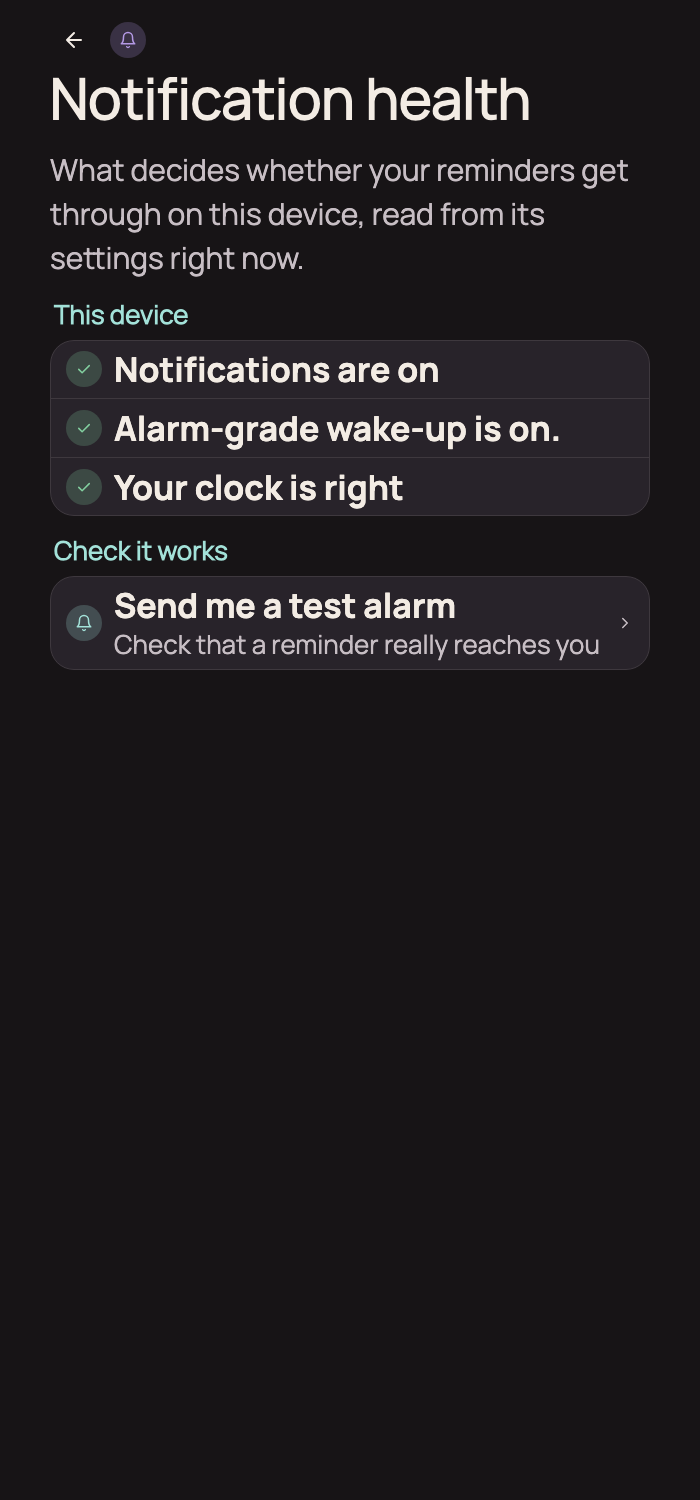 Notification health
What decides whether your reminders get
through on this device, read from its
settings right now.
This device
Notifications are on
Alarm-grade wake-up is on.
Your clock is right
Check it works
Send me a test alarm
Check that a reminder really reaches you